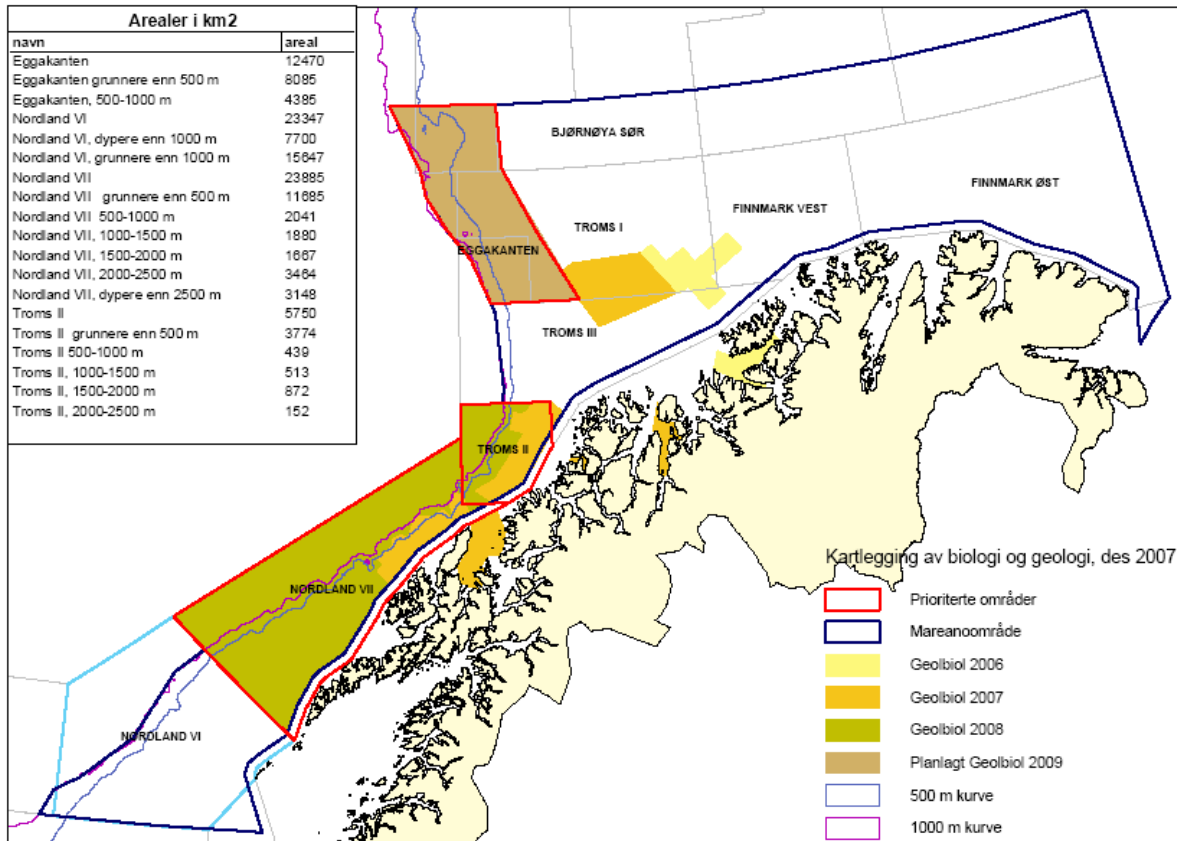 Arealer i km2
navn areal
Eggakanten 12470
Eggakanten grunnere enn 500 m 8085
Eggakanten, 500-1000 m 4385
Nordland VI 23347
Nordland VI, dypere enn 1000 m 7700
Nordland VI, grunnere enn 1000 m 15647
Nordland VII 23885
Nordland VII grunnere enn 500 m 11685
Nordland VII 500-1000 m 2041
Nordland VII, 1000-1500 m 1880
Nordland VII, 1500-2000 m 1667
Nordland VII, 2000-2500 m 3464
Nordland VII, dypere enn 2500 m 3148
Troms II 5750
Troms II grunnere enn 500 m 3774
Troms II 500-1000 m 439
Troms II, 1000-1500 m 513
Troms II, 1500-2000 m 872
Troms II, 2000-2500 m 152
BJØRNØYA SØR
FINNMARK ØST
FINNMARK VEST
TROMS I
EGGAKANTEN
TROMS III
TROMS II
NORDLAND VII
NORDLAND VI
Kartlegging av biologi og geologi, des 2007
Prioriterte områder
Mareanoområde
Geolbiol 2006
Geolbiol 2007
Geolbiol 2008
Planlagt Geolbiol 2009
500 m kurve
1000 m kurve